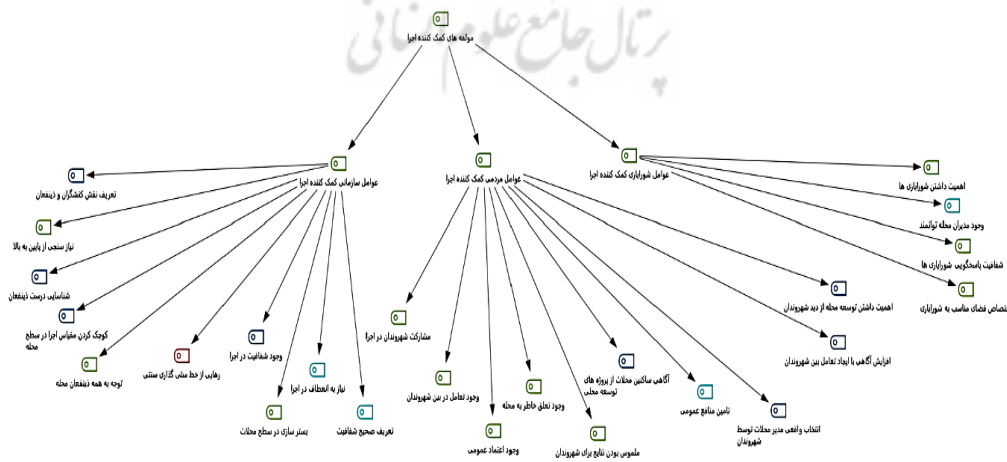 پرتال جامع علوم انسانی
مولفه های کمک کننده اجرا
عوامل شورایاری کمک کننده اجرا
عوامل مردمی کمک کننده اجرا
عوامل سازمانی کمک کننده اجرا
اهمیت داشتن شورایاری ها
وجود مدیران محله توانمند
شفافیت پاسخگویی شورایاری ها
ختصاص فضای مناسب به شورایاری
اهمیت داشتن توسعه محله از دید شهروندان
افزایش آگاهی با ایجاد تعامل بین شهروندان
انتخاب واقعی مدیر محلات توسط
شهروندان
تامین منافع عمومی
آگاهی ساکنین محلات از پروژه های
توسعه محلی
ملموس بودن نتایج برای شهروندان
وجود تعلق خاطر به محله
وجود اعتماد عمومی
وجود تعامل در بین شهروندان
مشارکت شهروندان در اجرا
تعریف صحیح شفافیت
نیاز به انعطاف در اجرا
بستر سازی در سطح محلات
وجود شفافیت در اجرا
رهایی از خط مشی گذاری سنتی
توجه به همه ذینفعان محله
کوچک کردن مقیاس اجرا در سطح
محله
شناسایی درست ذینفعان
نیاز سنجی از پایین به بالا
تعریف نقش کنشگران و ذینفعان